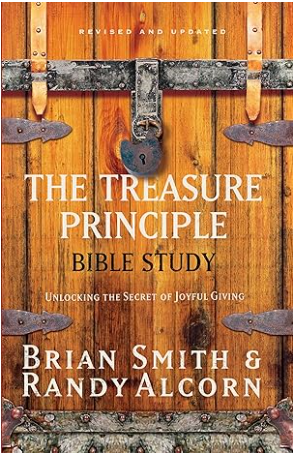 REVISED AND UPDATED
THE TREASURE
PRINCIPLE
BIBLE STUDY
UNLOCKING THE SECRET OF JOYFUL GIVING
BRIAN SMITH &
RANDY ALCORN